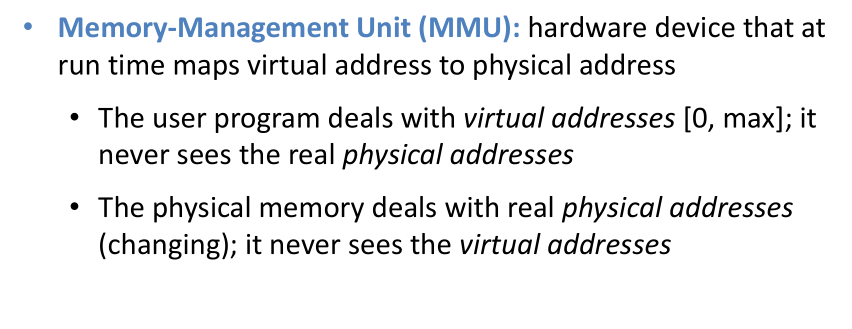 • Memory-Management Unit (MMU): hardware device that at
run time maps virtual address to physical address
• The user program deals with virtual addresses [0, max]; it
never sees the real physical addresses
• The physical memory deals with real physical addresses
(changing); it never sees the virtual addresses